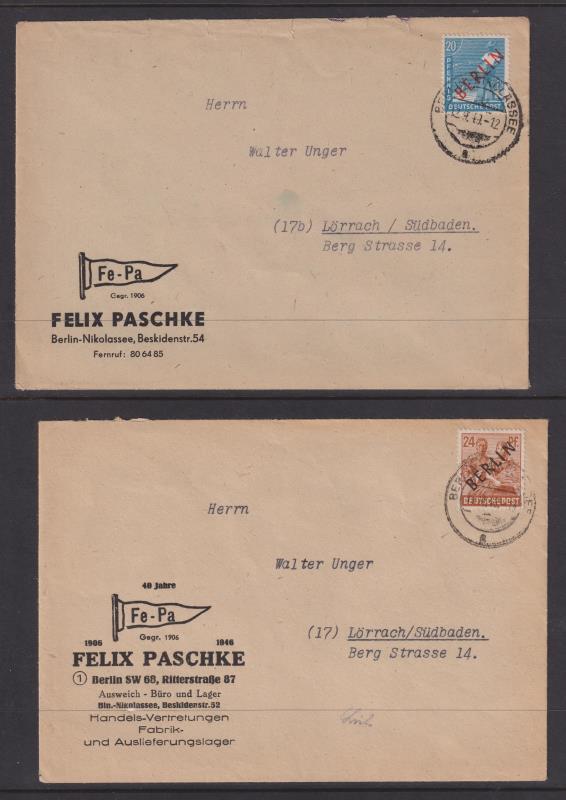 20
PFENNIG
BERLIN
DEUTSCHE POST
Herrn
Walter Unger
(17b) Lörrach / Südbaden.
Berg Strasse 14.
Fe-Pa
Gegr. 1906
FELIX PASCHKE
Berlin-Nikolassee, Beskidenstr.54
Fernruf: 80 64 85
24 PF
BERLIN
DEUTSCHE POST
Herrn
Walter Unger
(17) Lörrach/Südbaden.
Berg Strasse 14.
40 Jahre
Fe-Pa
Gegr. 1906
1906 1946
FELIX PASCHKE
1 Berlin SW 68, Ritterstraße 87
Ausweich - Büro und Lager
Bln.-Nikolassee, Beskidenstr.52
Handels-Vertretungen
Fabrik-
und Auslieferungslager